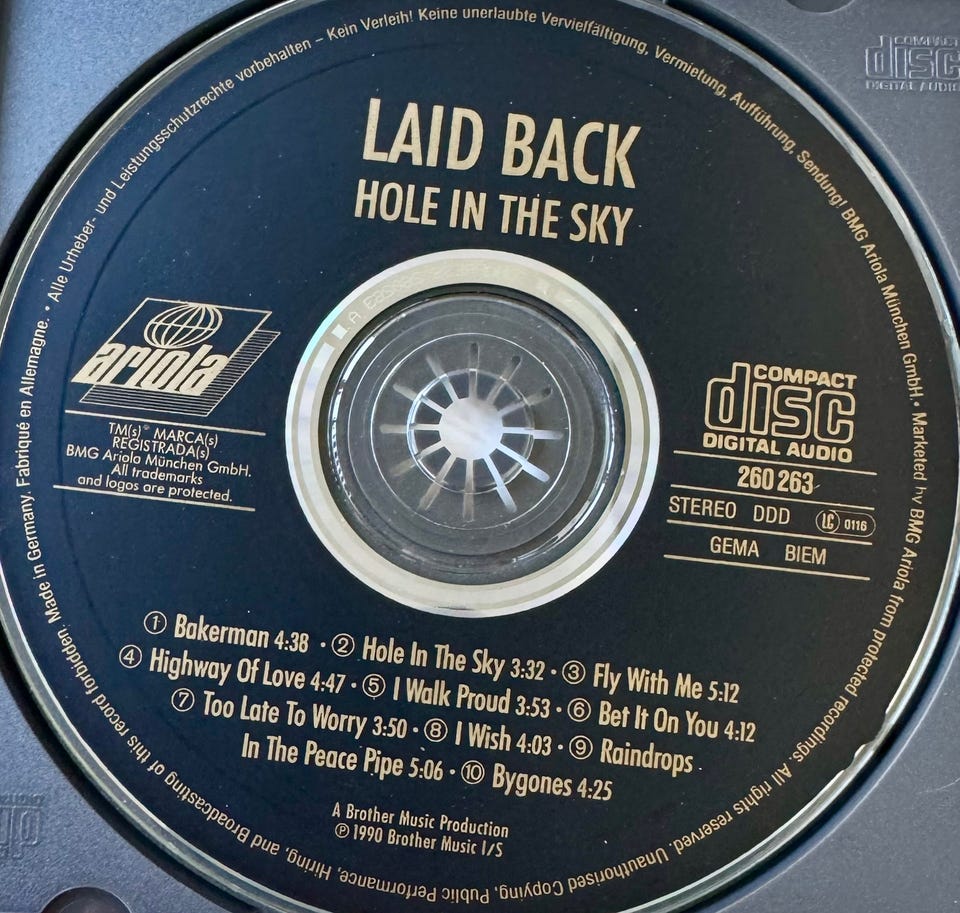 Alle Urheber- und Leistungsschutzrechte vorbehalten – Kein Verleih! Keine unerlaubte Vervielfältigung, Vermietung, Aufführung, Sendung! BMG Ariola München GmbH. • Marketed by BMG Ariola from protected recordings. All rights reserved. Unauthorised Copying, Public Performance, Hiring, and Broadcasting of this record forbidden. Made in Germany. Fabriqué en Allemagne. •
COMPACT
disc
DIGITAL AUDIO
LAID BACK
HOLE IN THE SKY
ariola
TM(s)® MARCA(s)
REGISTRADA(s)
BMG Ariola München GmbH.
All trademarks
and logos are protected.
COMPACT
disc
DIGITAL AUDIO
260 263
STEREO DDD LC 0116
GEMA BIEM
① Bakerman 4:38 · ② Hole In The Sky 3:32 · ③ Fly With Me 5:12
④ Highway Of Love 4:47 · ⑤ I Walk Proud 3:53 · ⑥ Bet It On You 4:12
⑦ Too Late To Worry 3:50 · ⑧ I Wish 4:03 · ⑨ Raindrops
In The Peace Pipe 5:06 · ⑩ Bygones 4:25
A Brother Music Production
℗ 1990 Brother Music I/S